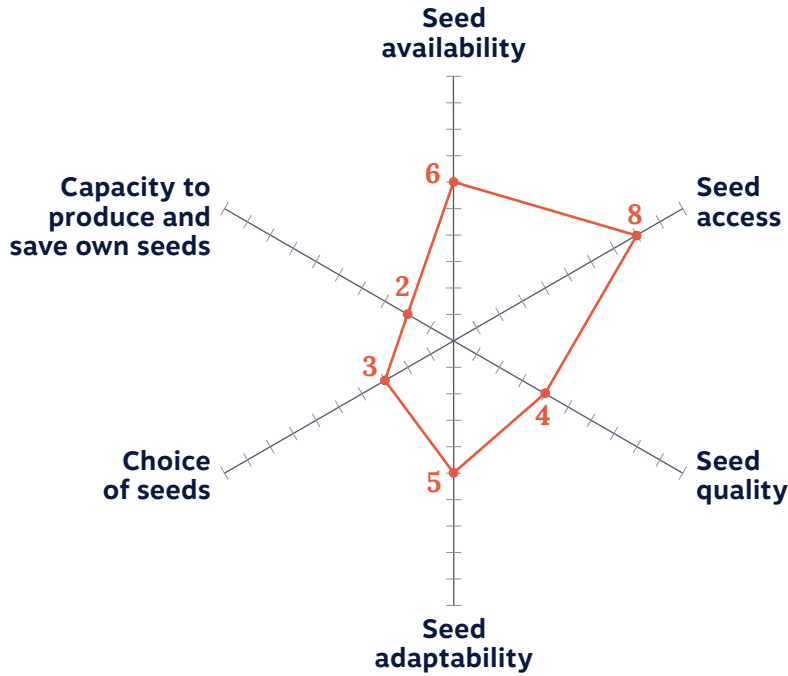 Seed
availability
6
Capacity to
produce and
save own seeds
Seed
access
8
2
3
4
Choice
of seeds
Seed
quality
5
Seed
adaptability